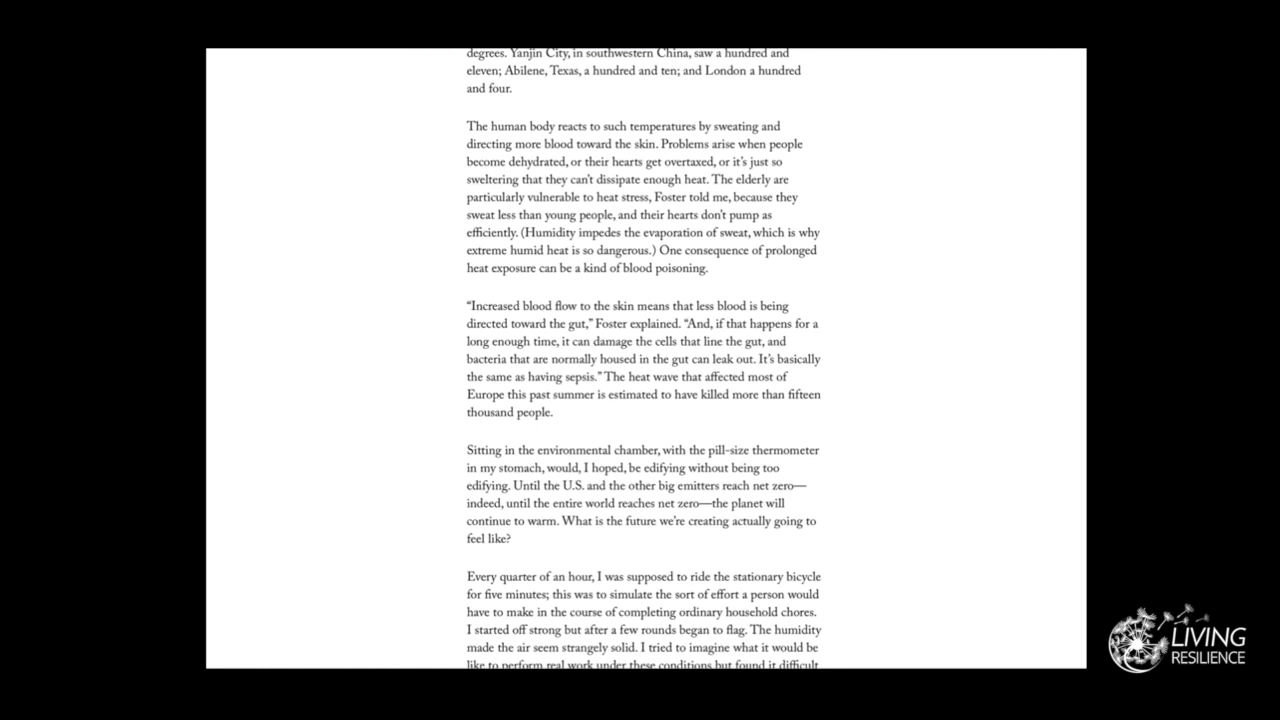 degrees. Yanjin City, in southwestern China, saw a hundred and
eleven; Abilene, Texas, a hundred and ten; and London a hundred
and four.
The human body reacts to such temperatures by sweating and
directing more blood toward the skin. Problems arise when people
become dehydrated, or their hearts get overtaxed, or it’s just so
sweltering that they can’t dissipate enough heat. The elderly are
particularly vulnerable to heat stress, Foster told me, because they
sweat less than young people, and their hearts don’t pump as
efficiently. (Humidity impedes the evaporation of sweat, which is why
extreme humid heat is so dangerous.) One consequence of prolonged
heat exposure can be a kind of blood poisoning.
“Increased blood flow to the skin means that less blood is being
directed toward the gut,” Foster explained. “And, if that happens for a
long enough time, it can damage the cells that line the gut, and
bacteria that are normally housed in the gut can leak out. It’s basically
the same as having sepsis.” The heat wave that affected most of
Europe this past summer is estimated to have killed more than fifteen
thousand people.
Sitting in the environmental chamber, with the pill-size thermometer
in my stomach, would, I hoped, be edifying without being too
edifying. Until the U.S. and the other big emitters reach net zero—
indeed, until the entire world reaches net zero—the planet will
continue to warm. What is the future we’re creating actually going to
feel like?
Every quarter of an hour, I was supposed to ride the stationary bicycle
for five minutes; this was to simulate the sort of effort a person would
have to make in the course of completing ordinary household chores.
I started off strong but after a few rounds began to flag. The humidity
made the air seem strangely solid. I tried to imagine what it would be
like to perform real work under these conditions but found it difficult
LIVING
RESILIENCE